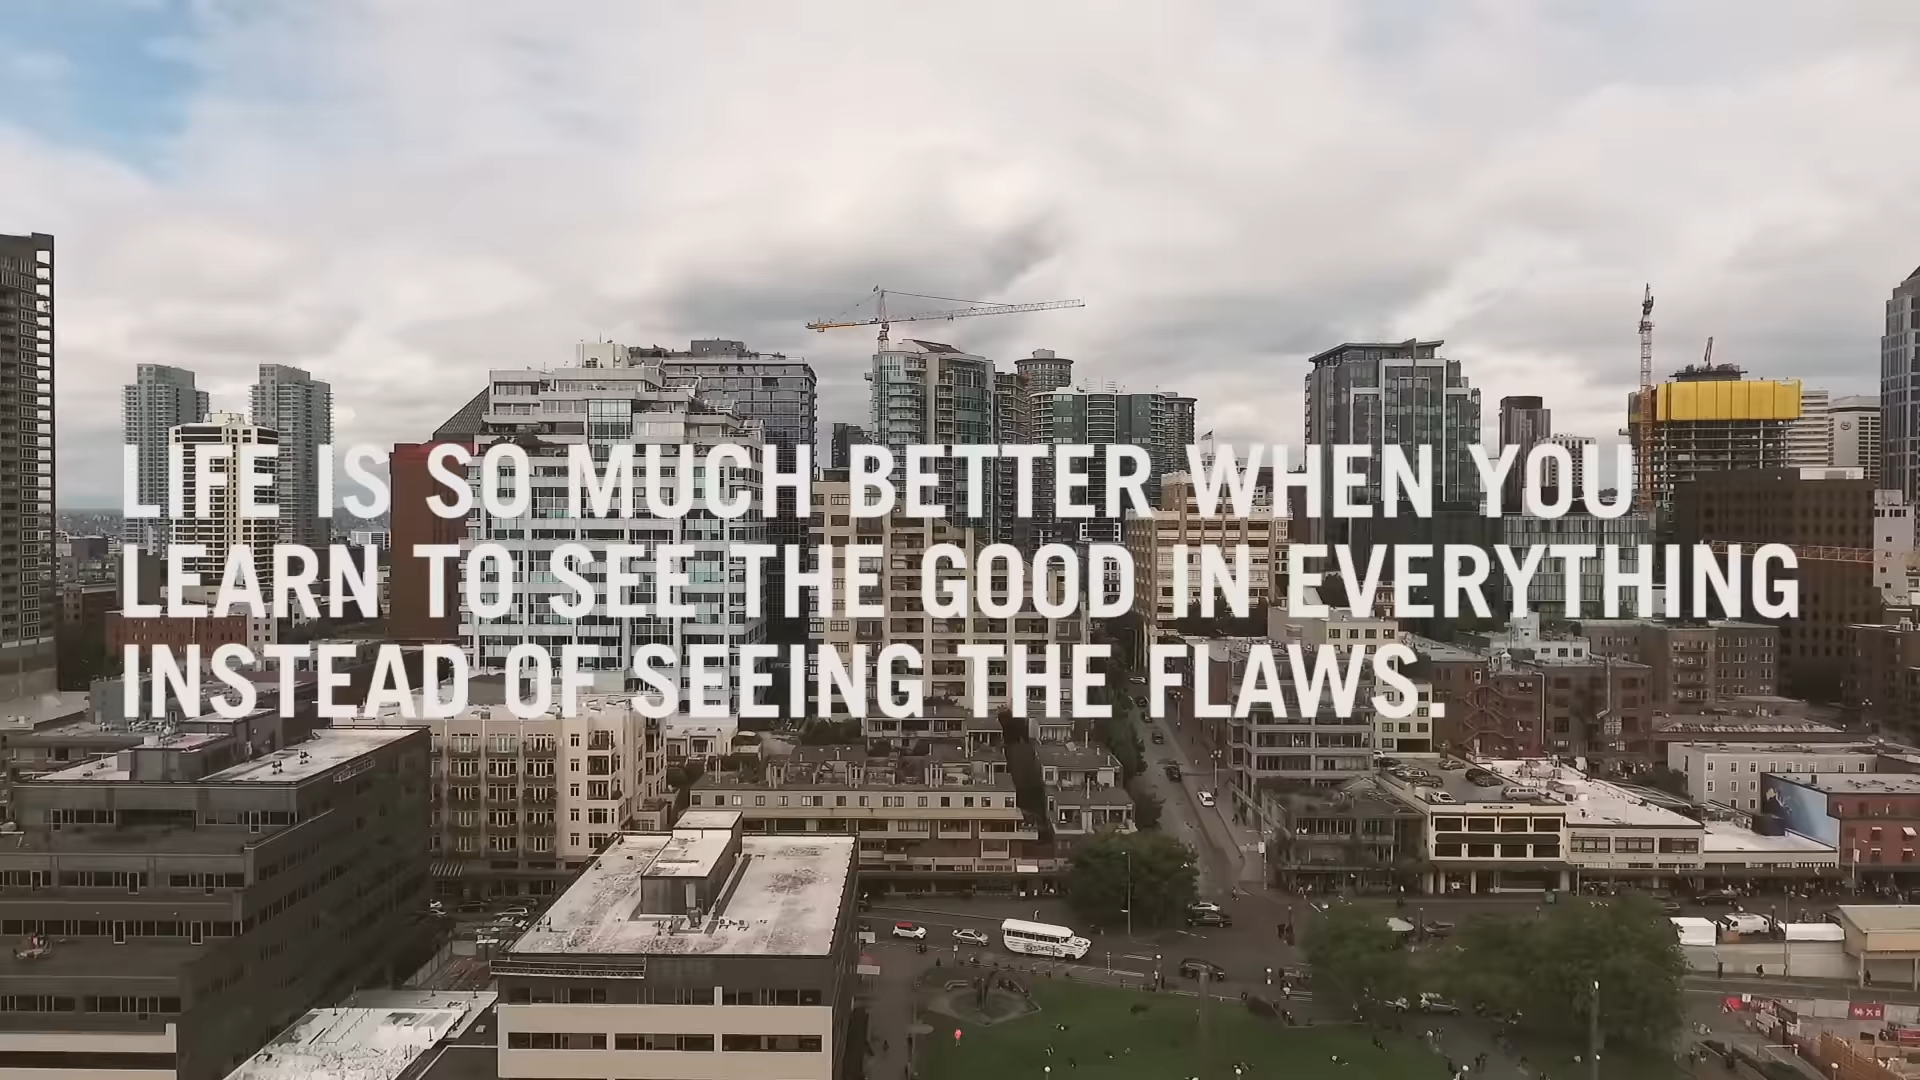 LIFE IS SO MUCH BETTER WHEN YOU
LEARN TO SEE THE GOOD IN EVERYTHING
INSTEAD OF SEEING THE FLAWS.